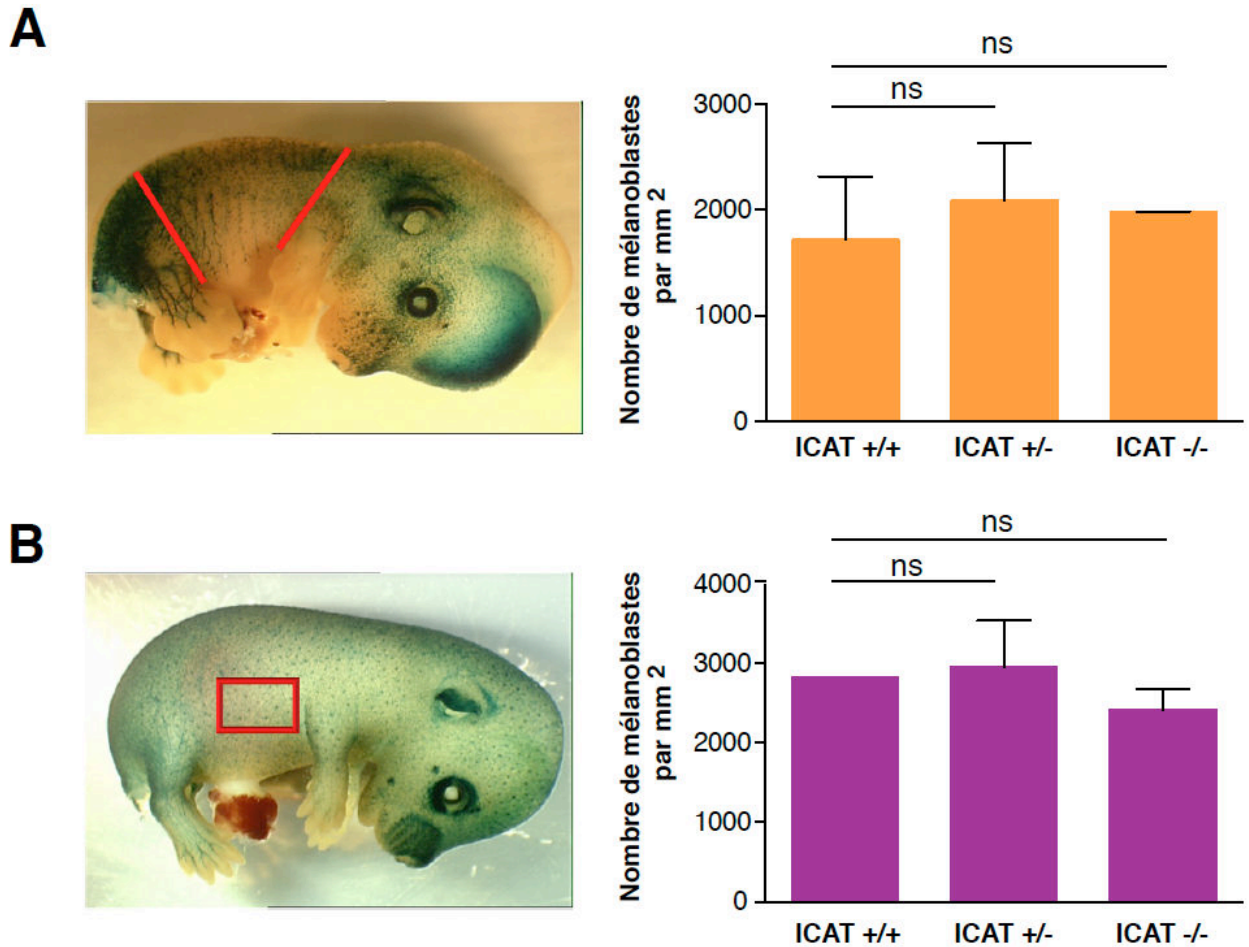 A
ns
ns
3000
2000
1000
0
Nombre de mélanoblastes
par mm 2
ICAT +/+ ICAT +/- ICAT -/-
B
ns
ns
4000
3000
2000
1000
0
Nombre de mélanoblastes
par mm 2
ICAT +/+ ICAT +/- ICAT -/-